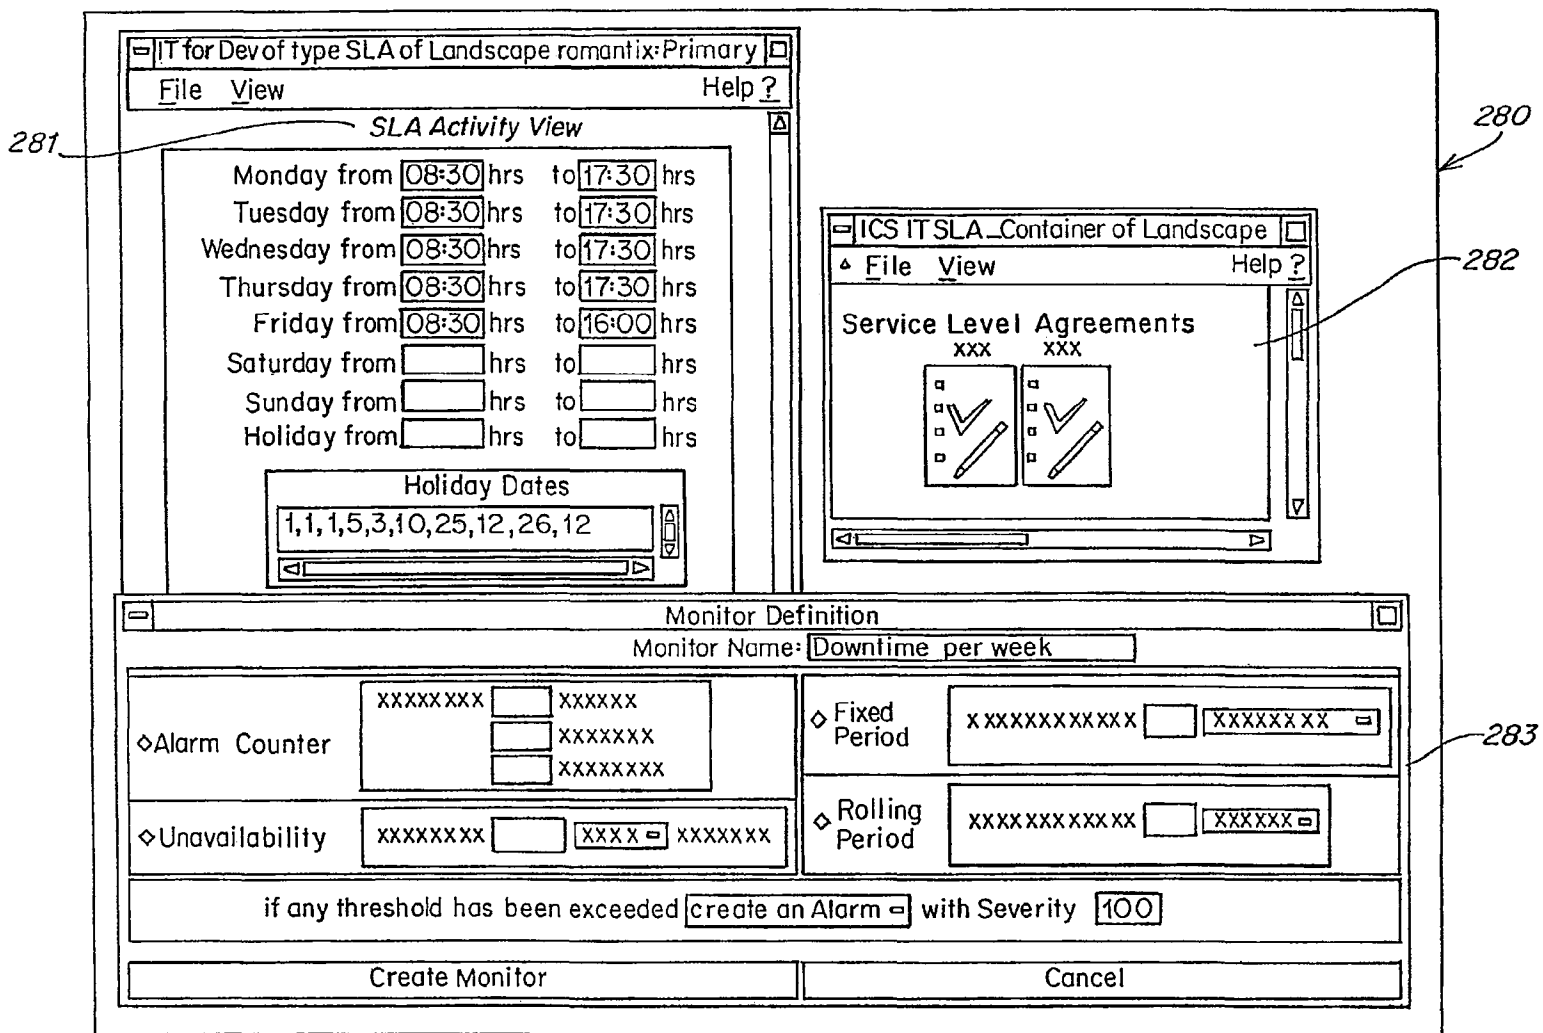 IT for Dev of type SLA of Landscape romantix:Primary
File View Help ?
281
SLA Activity View
280
Monday from 08:30 hrs to 17:30 hrs
Tuesday from 08:30 hrs to 17:30 hrs
Wednesday from 08:30 hrs to 17:30 hrs
Thursday from 08:30 hrs to 17:30 hrs
Friday from 08:30 hrs to 16:00 hrs
Saturday from hrs to hrs
Sunday from hrs to hrs
Holiday from hrs to hrs
Holiday Dates
1,1,1,5,3,10,25,12,26,12
ICS IT SLA_Container of Landscape
File View Help ?
282
Service Level Agreements
xxx xxx
Monitor Definition
Monitor Name: Downtime per week
Alarm Counter
xxxxxxxx xxxxxx
xxxxxxx
xxxxxxxx
Fixed
Period
x xxxxxxxxxxx xxxxxx xx
283
Unavailability xxxxxxxx xxxx xxxxxxx
Rolling
Period
xxxx xxx xxx xx xxxxxx
if any threshold has been exceeded create an Alarm with Severity 100
Create Monitor Cancel